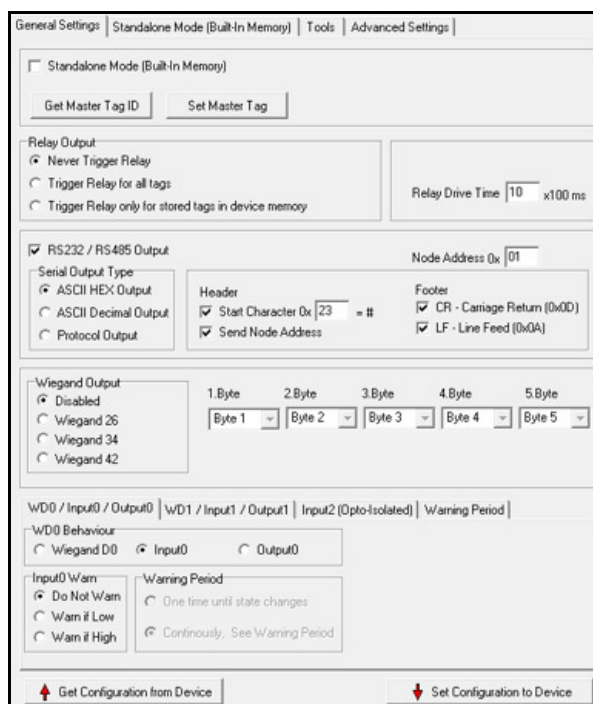 General Settings Standalone Mode (Built-In Memory) Tools Advanced Settings
Standalone Mode (Built-In Memory)
Get Master Tag ID Set Master Tag
Relay Output
Never Trigger Relay
Trigger Relay for all tags
Trigger Relay only for stored tags in device memory
Relay Drive Time 10 x100 ms
RS232 / RS485 Output
Node Address 0x 01
Serial Output Type
ASCII HEX Output
ASCII Decimal Output
Protocol Output
Header
Start Character 0x 23 = #
Send Node Address
Footer
CR - Carriage Return (0x0D)
LF - Line Feed (0x0A)
Wiegand Output
Disabled
Wiegand 26
Wiegand 34
Wiegand 42
1.Byte 2.Byte 3.Byte 4.Byte 5.Byte
Byte 1 Byte 2 Byte 3 Byte 4 Byte 5
WD0 / Input0 / Output0 WD1 / Input1 / Output1 Input2 (Opto-Isolated) Warning Period
WD0 Behaviour
Wiegand D0 Input0 Output0
Input0 Warn
Do Not Warn
Warn if Low
Warn if High
Warning Period
One time until state changes
Continously, See Warning Period
Get Configuration from Device Set Configuration to Device